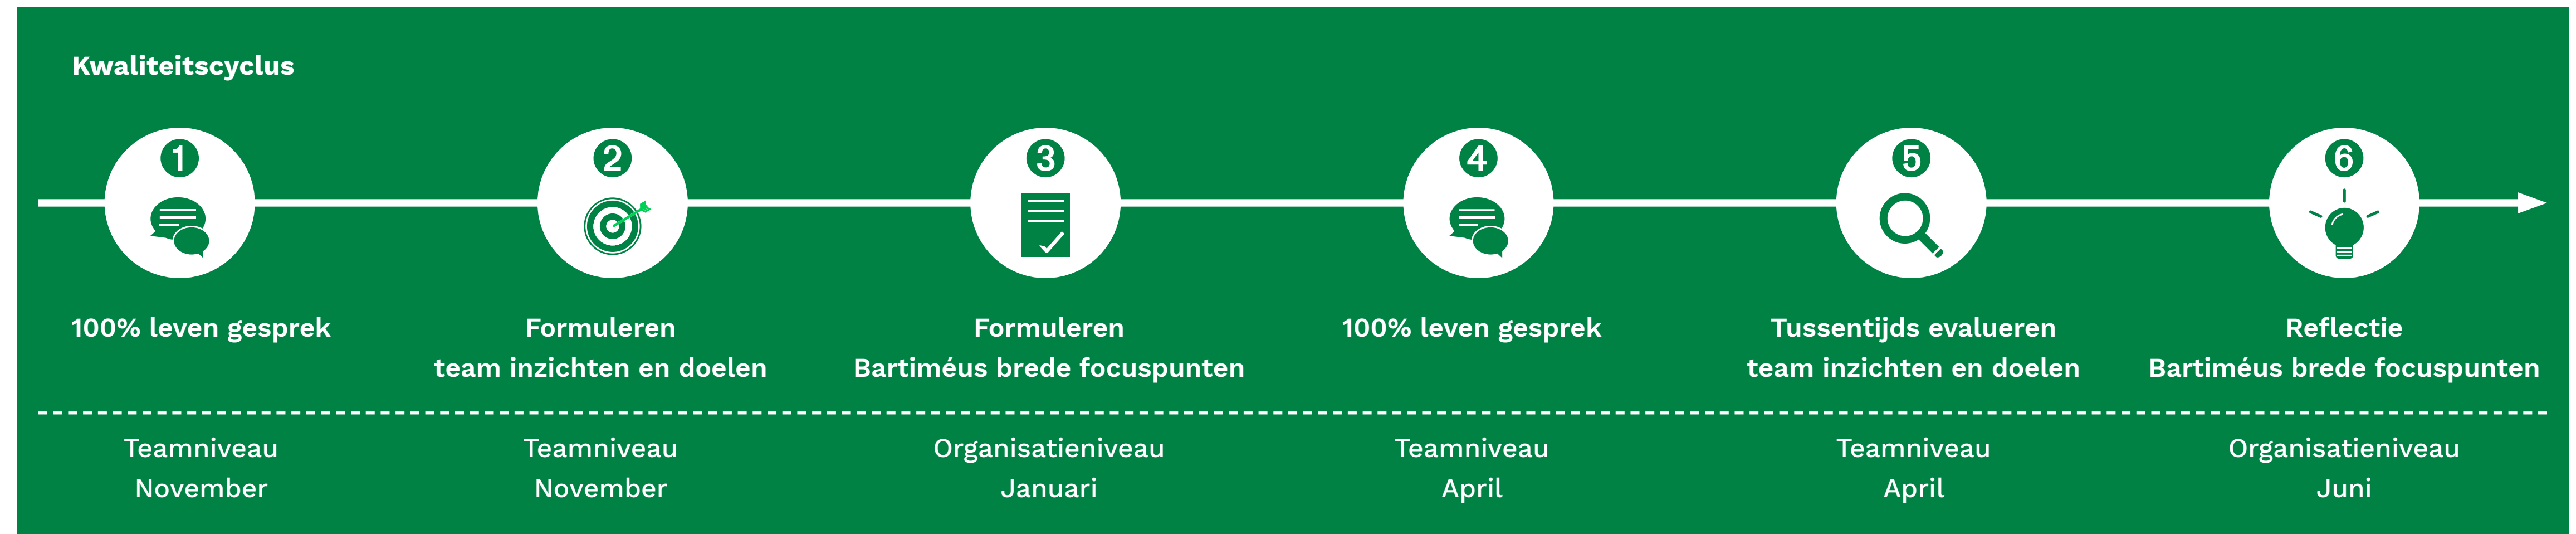 Kwaliteitscyclus
1
2
3
4
5
6
100% leven gesprek
Formuleren
team inzichten en doelen
Formuleren
Bartiméus brede focuspunten
100% leven gesprek
Tussentijds evalueren
team inzichten en doelen
Reflectie
Bartiméus brede focuspunten
Teamniveau
November
Teamniveau
November
Organisatieniveau
Januari
Teamniveau
April
Teamniveau
April
Organisatieniveau
Juni